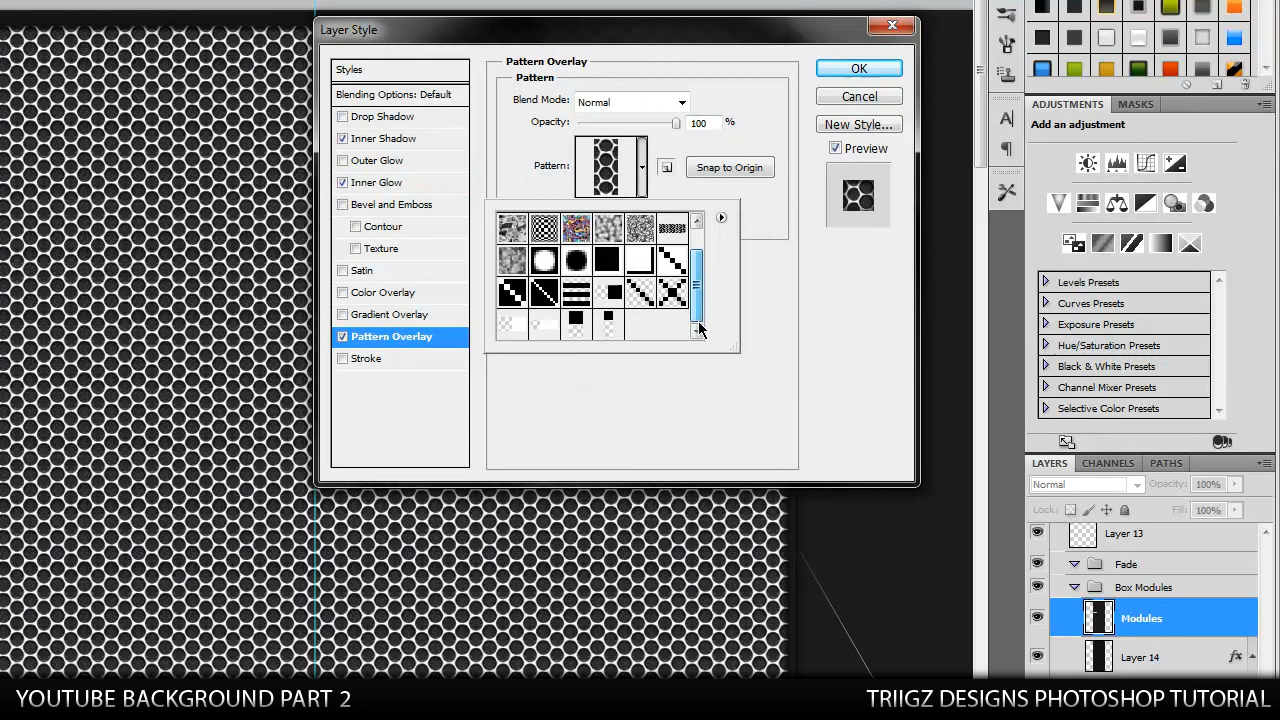 Layer Style
Styles
Blending Options: Default
Drop Shadow
Inner Shadow
Outer Glow
Inner Glow
Bevel and Emboss
Contour
Texture
Satin
Color Overlay
Gradient Overlay
Pattern Overlay
Stroke
Pattern Overlay
Pattern
Blend Mode: Normal
Opacity: 100 %
Pattern:
Snap to Origin
OK
Cancel
New Style...
Preview
ADJUSTMENTS MASKS
Add an adjustment
Levels Presets
Curves Presets
Exposure Presets
Hue/Saturation Presets
Black & White Presets
Channel Mixer Presets
Selective Color Presets
LAYERS CHANNELS PATHS
Normal Opacity: 100%
Lock: Fill: 100%
Layer 13
Fade
Box Modules
Modules
Layer 14 fx
YOUTUBE BACKGROUND PART 2
TRIIGZ DESIGNS PHOTOSHOP TUTORIAL